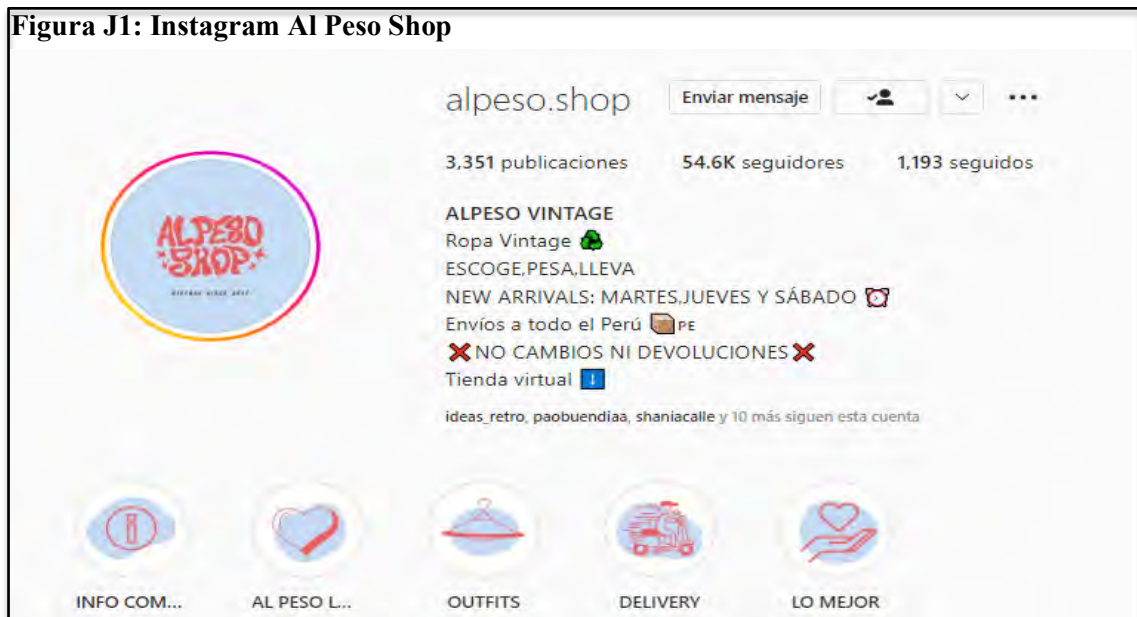 Figura J1: Instagram Al Peso Shop
alpeso.shop Enviar mensaje
3,351 publicaciones 54.6K seguidores 1,193 seguidos
ALPESO VINTAGE
Ropa Vintage
ESCOGE,PESA,LLEVA
NEW ARRIVALS: MARTES,JUEVES Y SÁBADO
Envíos a todo el Perú PE
NO CAMBIOS NI DEVOLUCIONES
Tienda virtual
ideas_retro, paobuendiaa, shaniacalle y 10 más siguen esta cuenta
ALPESO
SHOP
INFO COM... AL PESO L... OUTFITS DELIVERY LO MEJOR